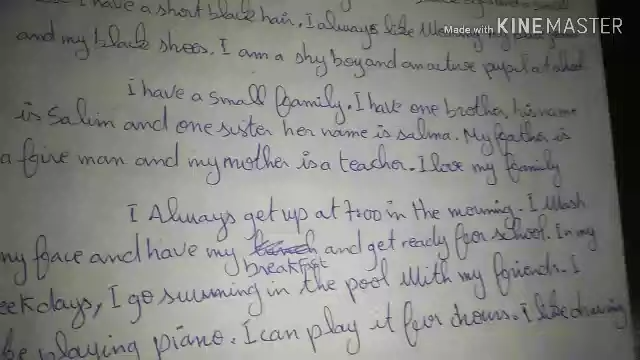 Made with KINEMASTER
I have a short black hair. I always like
and my black shoes. I am a shy boy and an active pupil at
I have a small family. I have one brother, his name
is Salim and one sister her name is salma. My father is
a fire man and my mother is a teacher. I love my family
I Always get up at 7:00 in the morning. I Wash
my face and have my and get ready for school. In my
breakfast
eekdays, I go swimming in the pool With my friends. I
playing piano. I can play it for hours. I like drawing